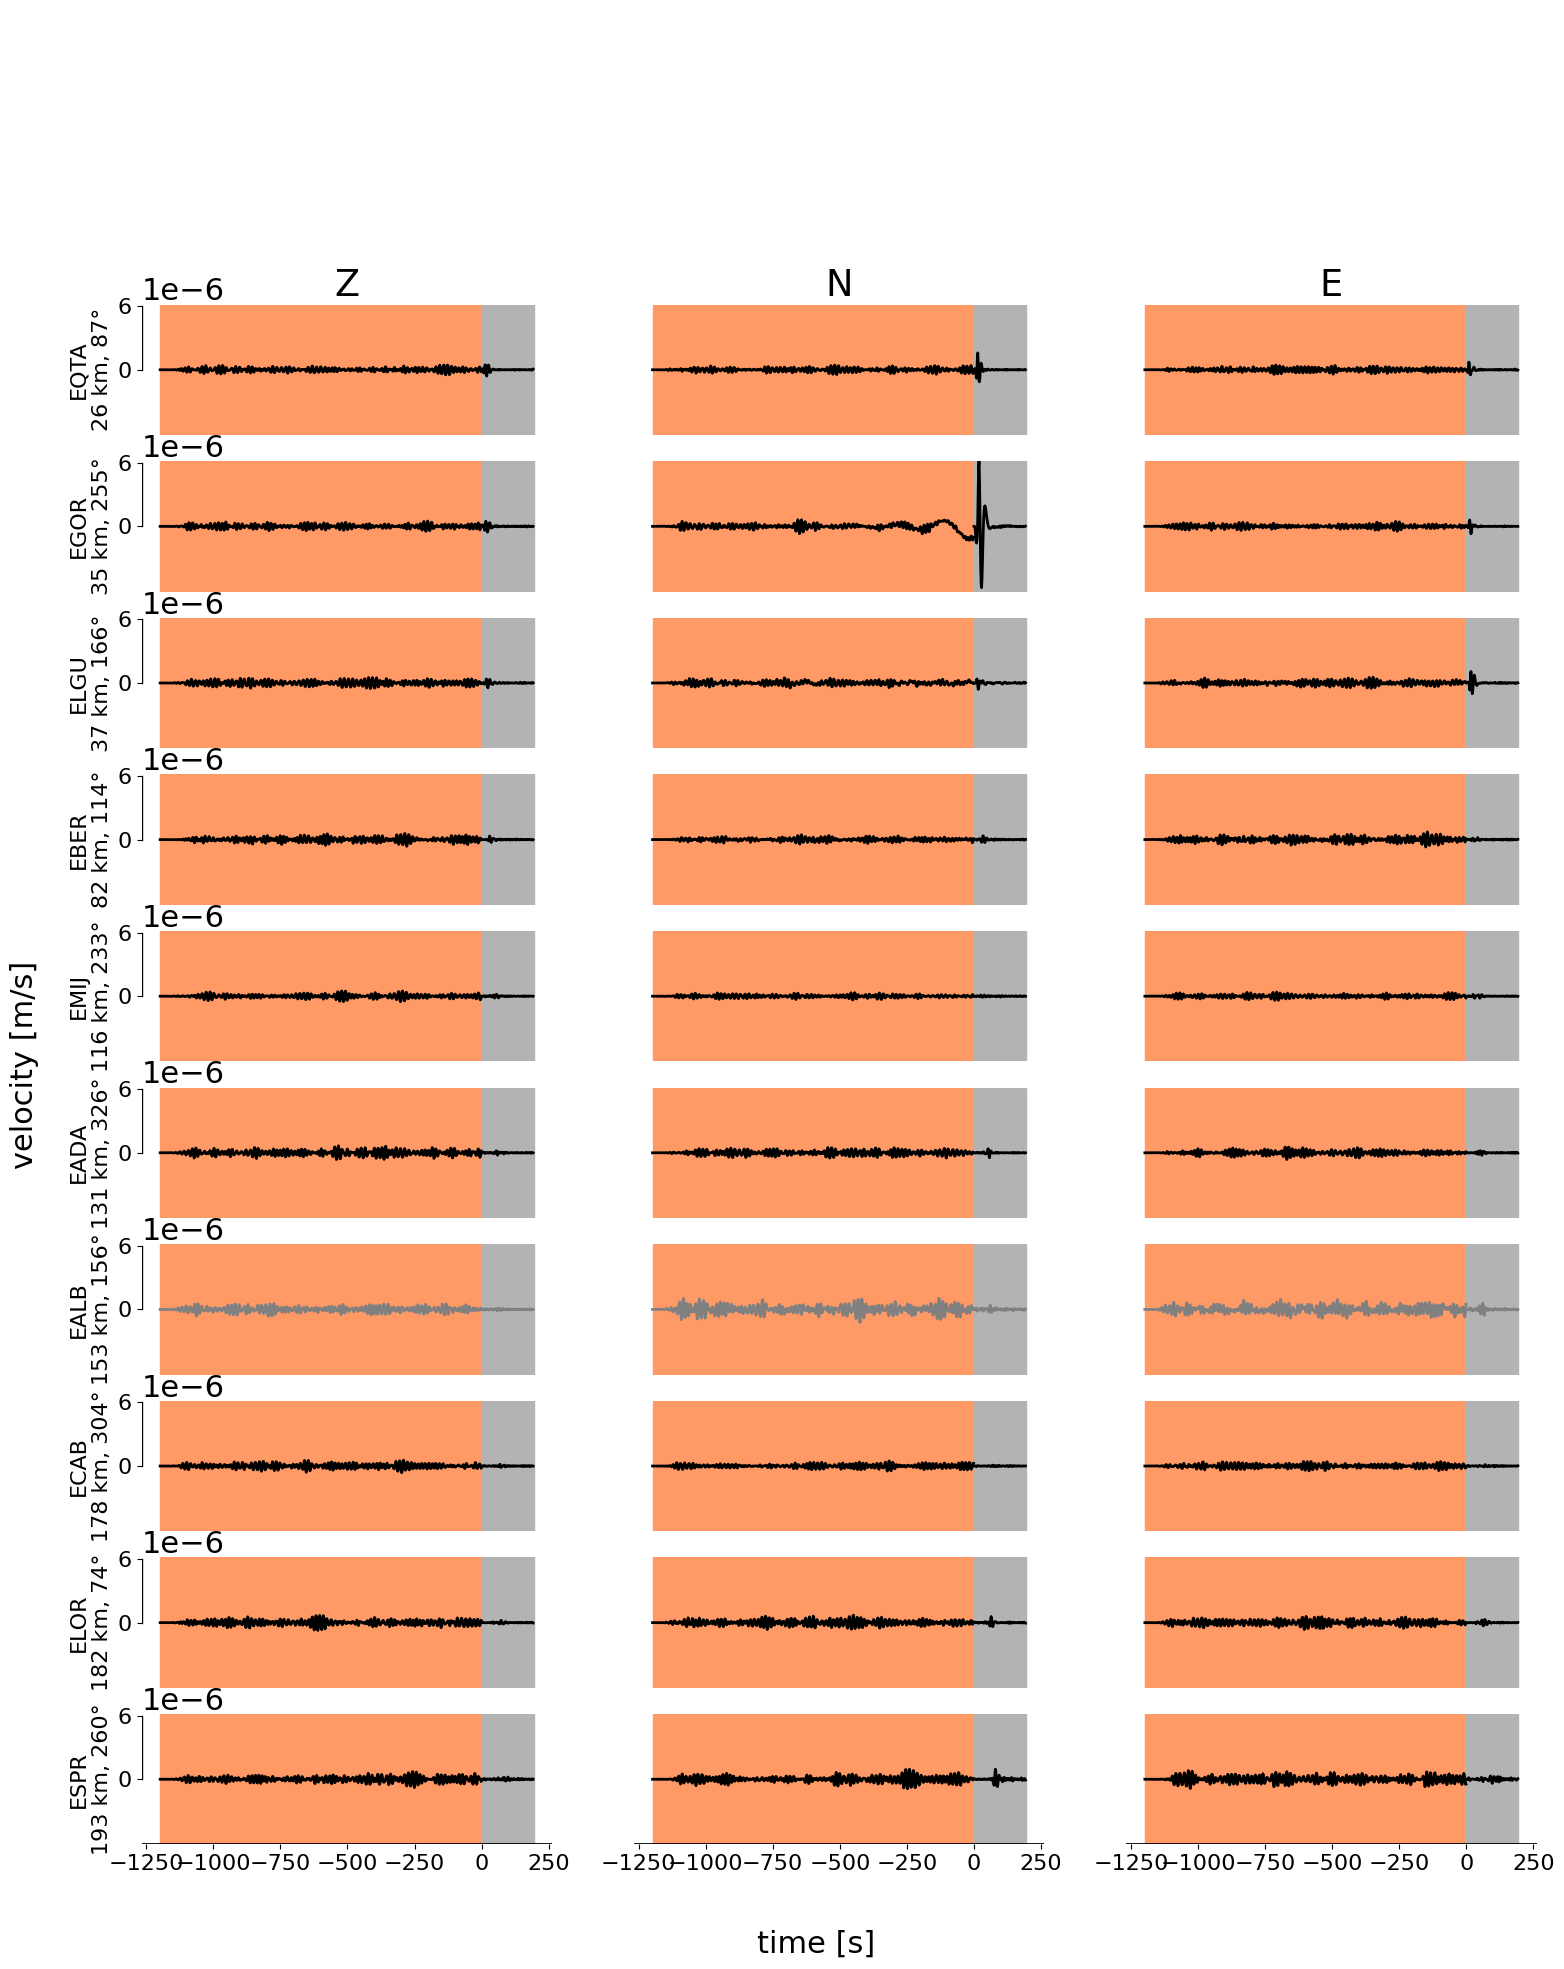 Z N E
1e−6
6
0
EQTA
26 km, 87°
1e−6
6
0
EGOR
35 km, 255°
1e−6
6
0
ELGU
37 km, 166°
1e−6
6
0
EBER
82 km, 114°
1e−6
6
0
EMIJ
116 km, 233°
1e−6
6
0
EADA
131 km, 326°
1e−6
6
0
EALB
153 km, 156°
1e−6
6
0
ECAB
178 km, 304°
1e−6
6
0
ELOR
182 km, 74°
1e−6
6
0
ESPR
193 km, 260°
velocity [m/s]
−1250 −1000 −750 −500 −250 0 250 −1250 −1000 −750 −500 −250 0 250 −1250 −1000 −750 −500 −250 0 250
time [s]